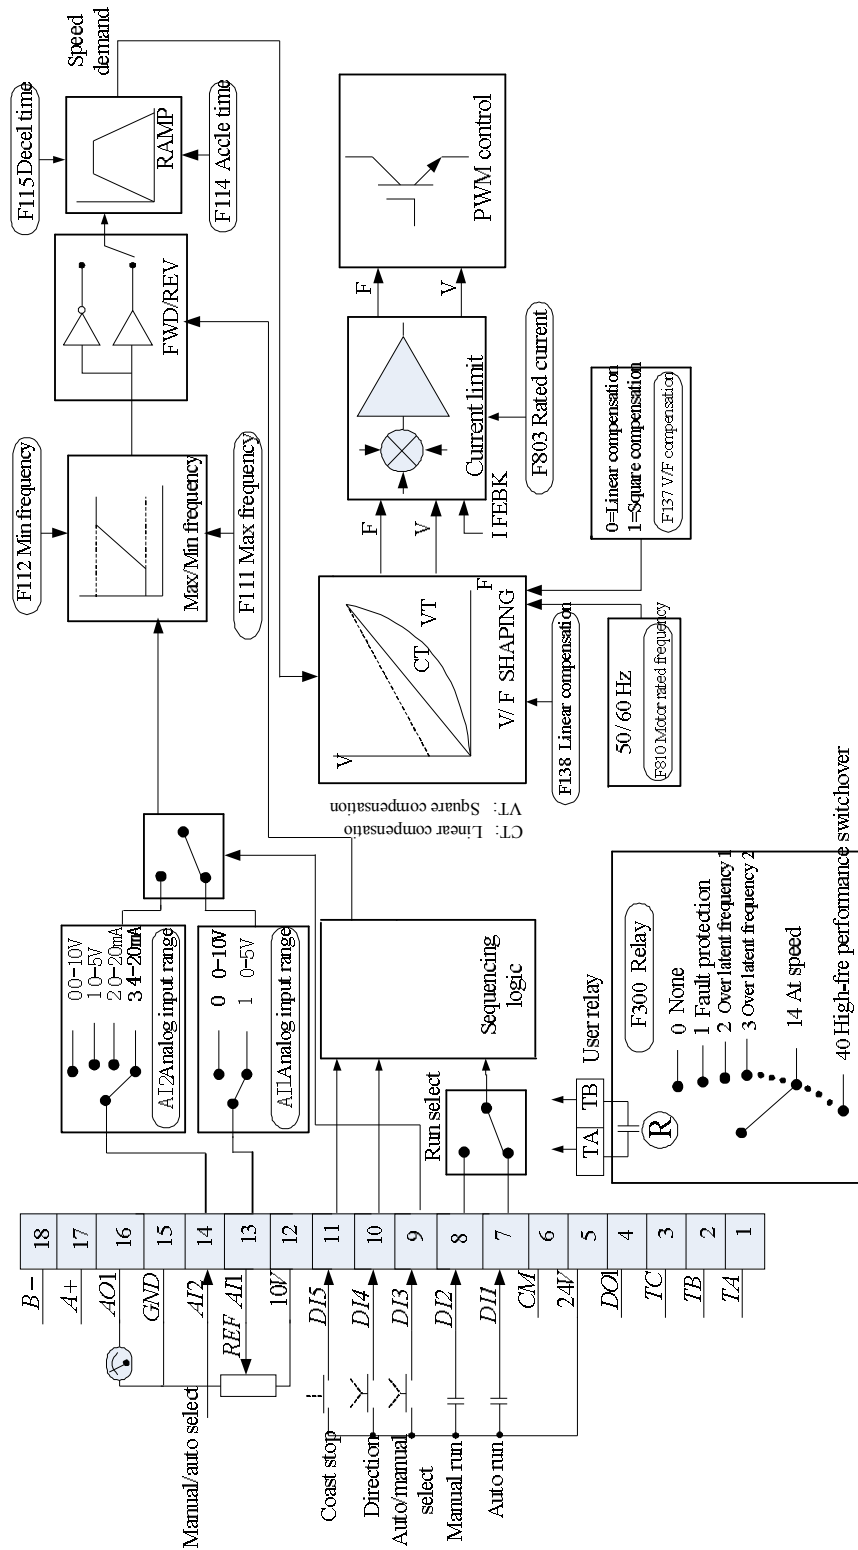 Speed
demand
F115 Decel time
RAMP
F114 Accle time
FWD/REV
F112 Min frequency
Max/Min frequency
F111 Max frequency
PWM control
F
V
Current limit
F803 Rated current
I FEBK
F
V
0=Linear compensation
1=Square compensation
F137 V/F compensation
V
CT
VT
F
V/ F SHAPING
F138 Linear compensation
50/ 60 Hz
F810 Motor rated frequency
CT: Linear compensatio
VT: Square compensation
0 0-10V
1 0-5V
2 0-20mA
3 4-20mA
AI2 Analog input range
0 0-10V
1 0-5V
AI1 Analog input range
Sequencing
logic
Run select
User relay
TA
TB
R
F300 Relay
0 None
1 Fault protection
2 Over latent frequency 1
3 Over latent frequency 2
14 At speed
40 High-fre performance switchover
B- 18
A+ 17
AO1 16
GND 15
AI2 14
REF AI1 13
10V 12
DI5 11
DI4 10
DI3 9
DI2 8
DI1 7
CM 6
24V 5
DO1 4
TC 3
TB 2
TA 1
Manual/auto select
Coast stop
Direction
Auto/manual
select
Manual run
Auto run